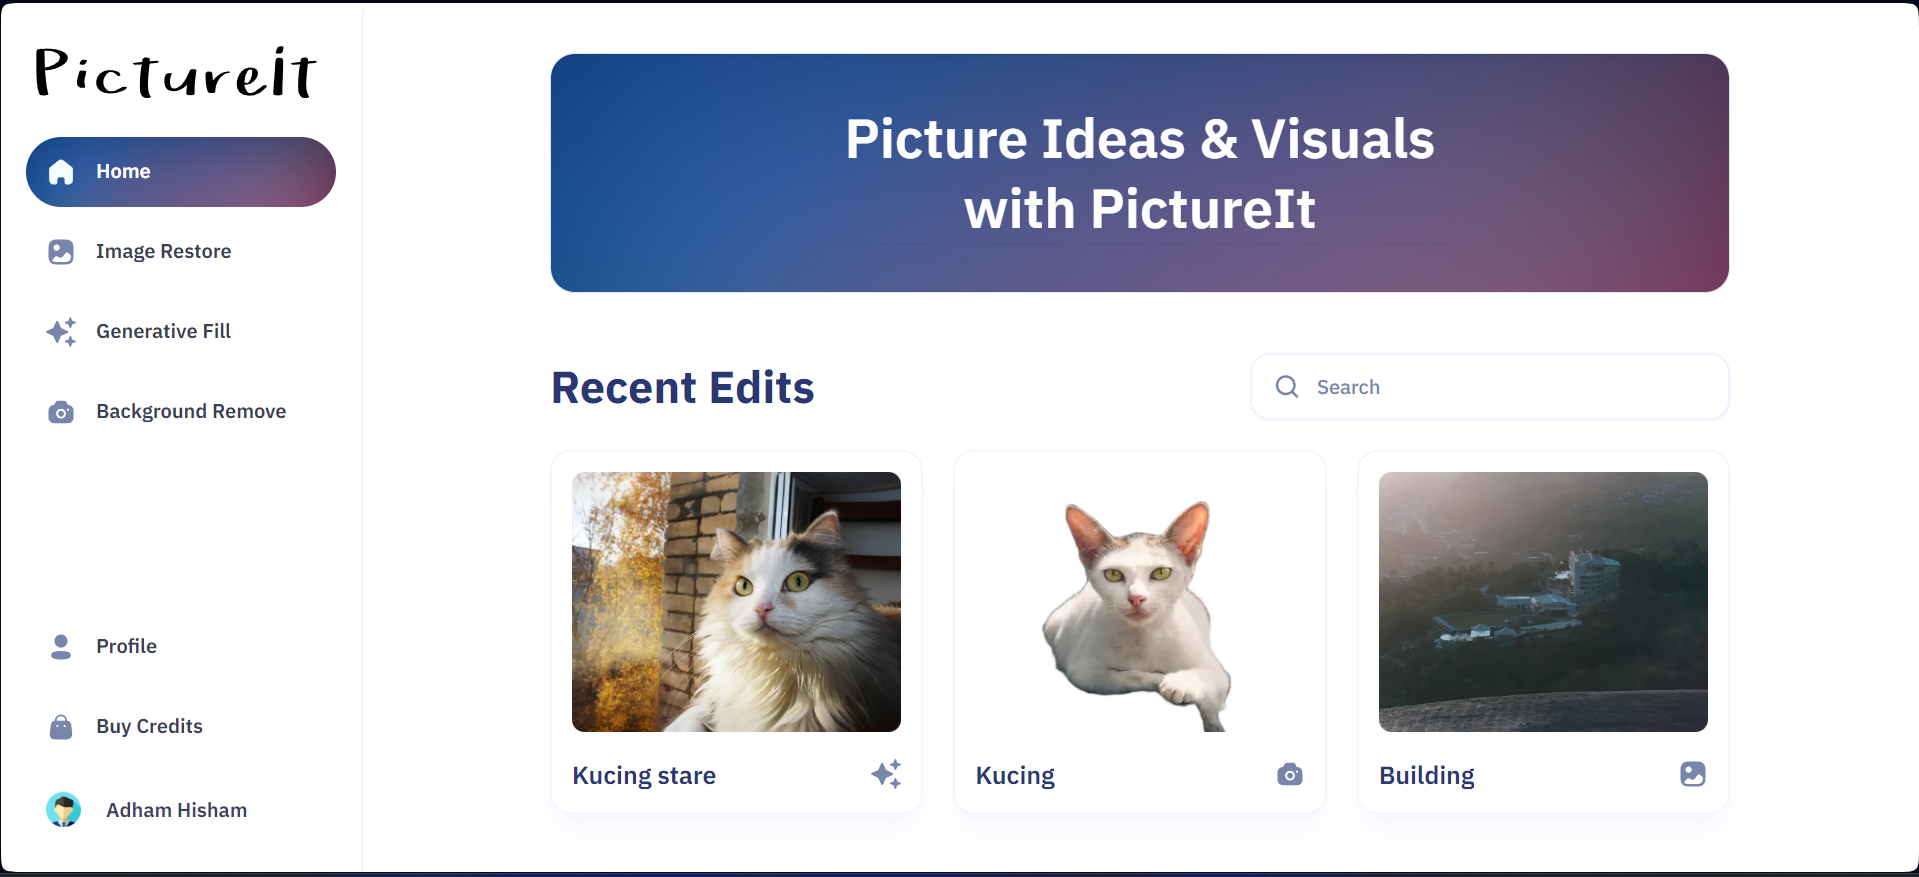 PictureIt
Home
Image Restore
Generative Fill
Background Remove
Profile
Buy Credits
Adham Hisham
Picture Ideas & Visuals
with PictureIt
Recent Edits
Search
Kucing stare
Kucing
Building